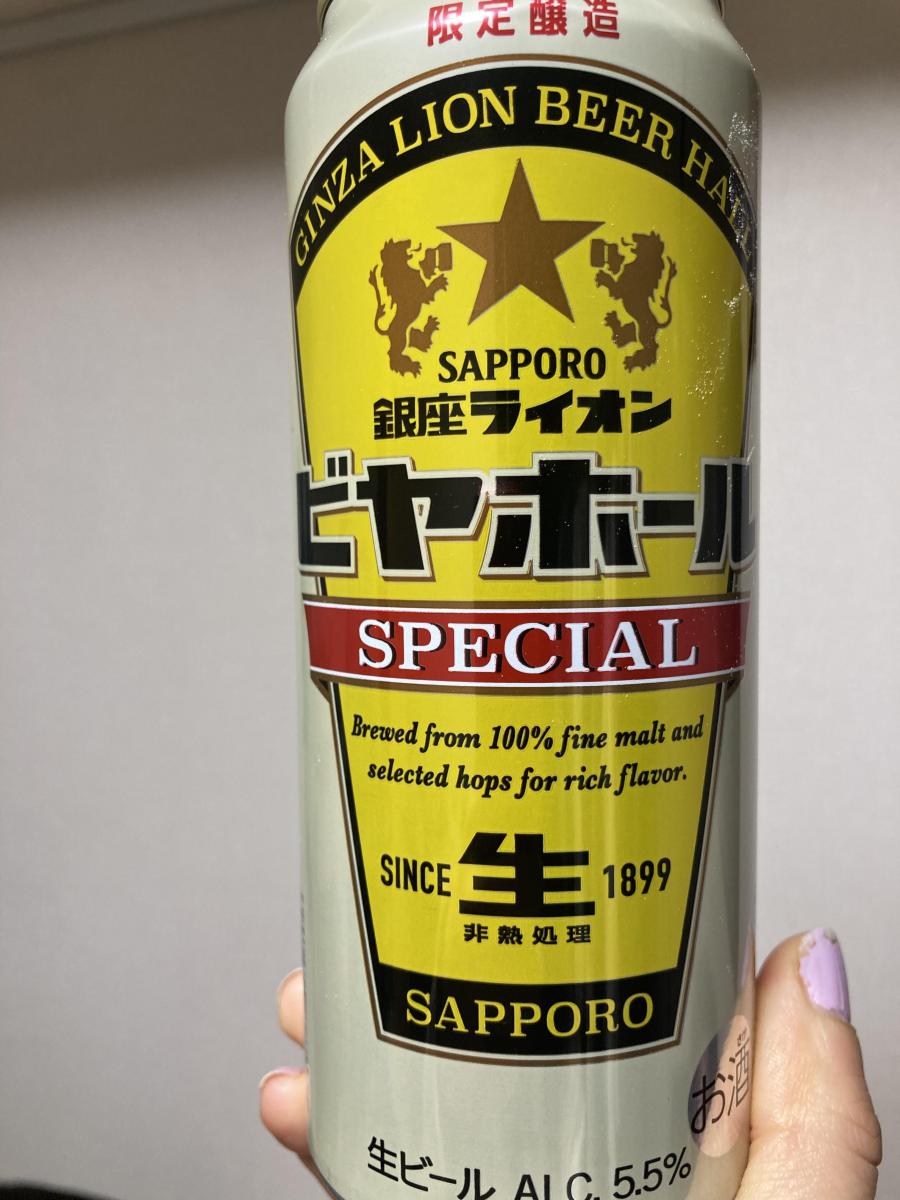 限定醸造
GINZA LION BEER HALL
SAPPORO
銀座ライオン
ビヤホール
SPECIAL
Brewed from 100% fine malt and
selected hops for rich flavor.
SINCE 生 1899
非熱処理
SAPPORO
さけ
お酒
生ビール ALC. 5.5%